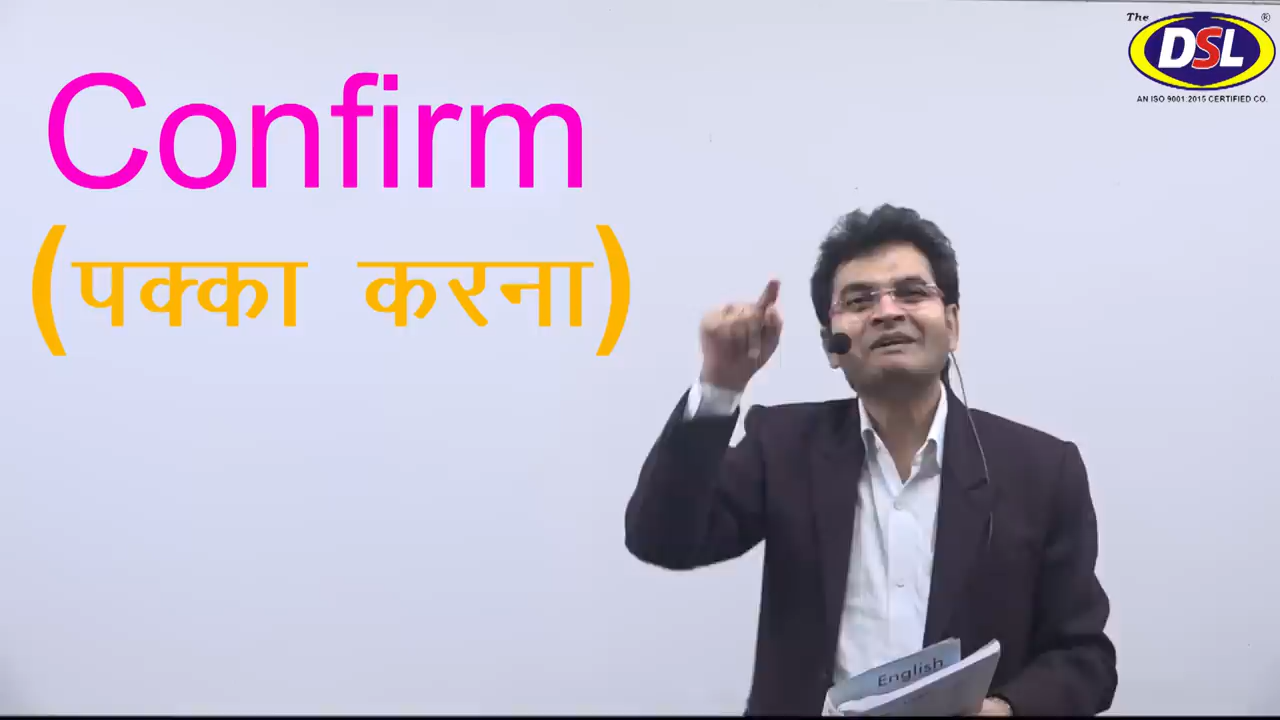 The DSL ®
AN ISO 9001:2015 CERTIFIED CO.
Confirm
(पक्का करना)
English